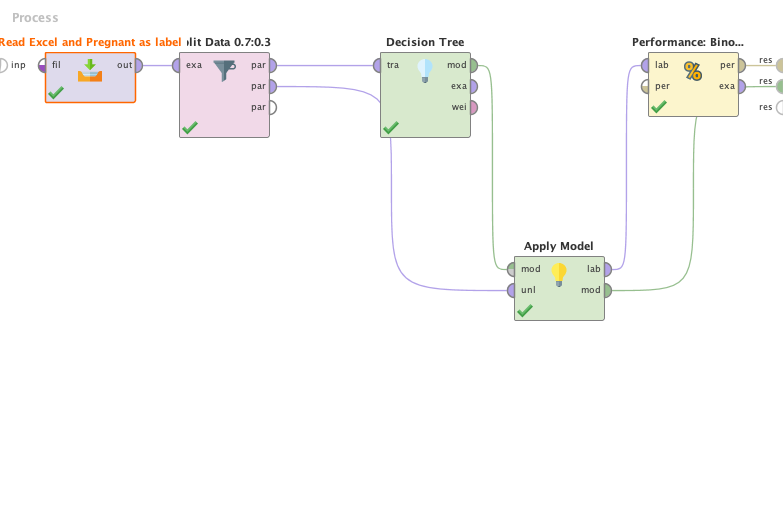 Process
Read Excel and Pregnant as label
plit Data 0.7:0.3
Decision Tree
Performance: Bino...
inp
fil
out
exa
par
par
par
tra
mod
exa
wei
lab
per
per
exa
res
res
res
Apply Model
mod
lab
unl
mod